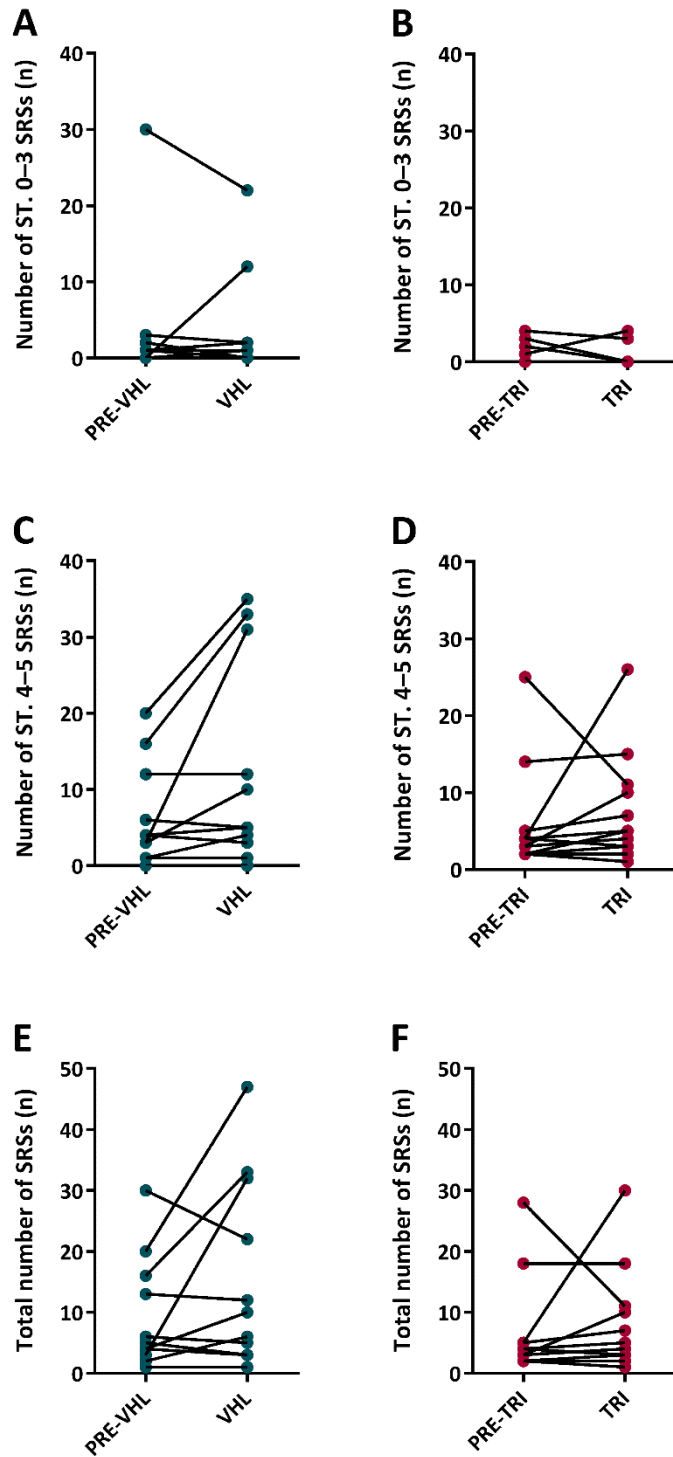 A
Number of ST. 0–3 SRSs (n)
40
30
20
10
0
PRE-VHL
VHL
B
Number of ST. 0–3 SRSs (n)
40
30
20
10
0
PRE-TRI
TRI
C
Number of ST. 4–5 SRSs (n)
40
30
20
10
0
PRE-VHL
VHL
D
Number of ST. 4–5 SRSs (n)
40
30
20
10
0
PRE-TRI
TRI
E
Total number of SRSs (n)
50
40
30
20
10
0
PRE-VHL
VHL
F
Total number of SRSs (n)
50
40
30
20
10
0
PRE-TRI
TRI